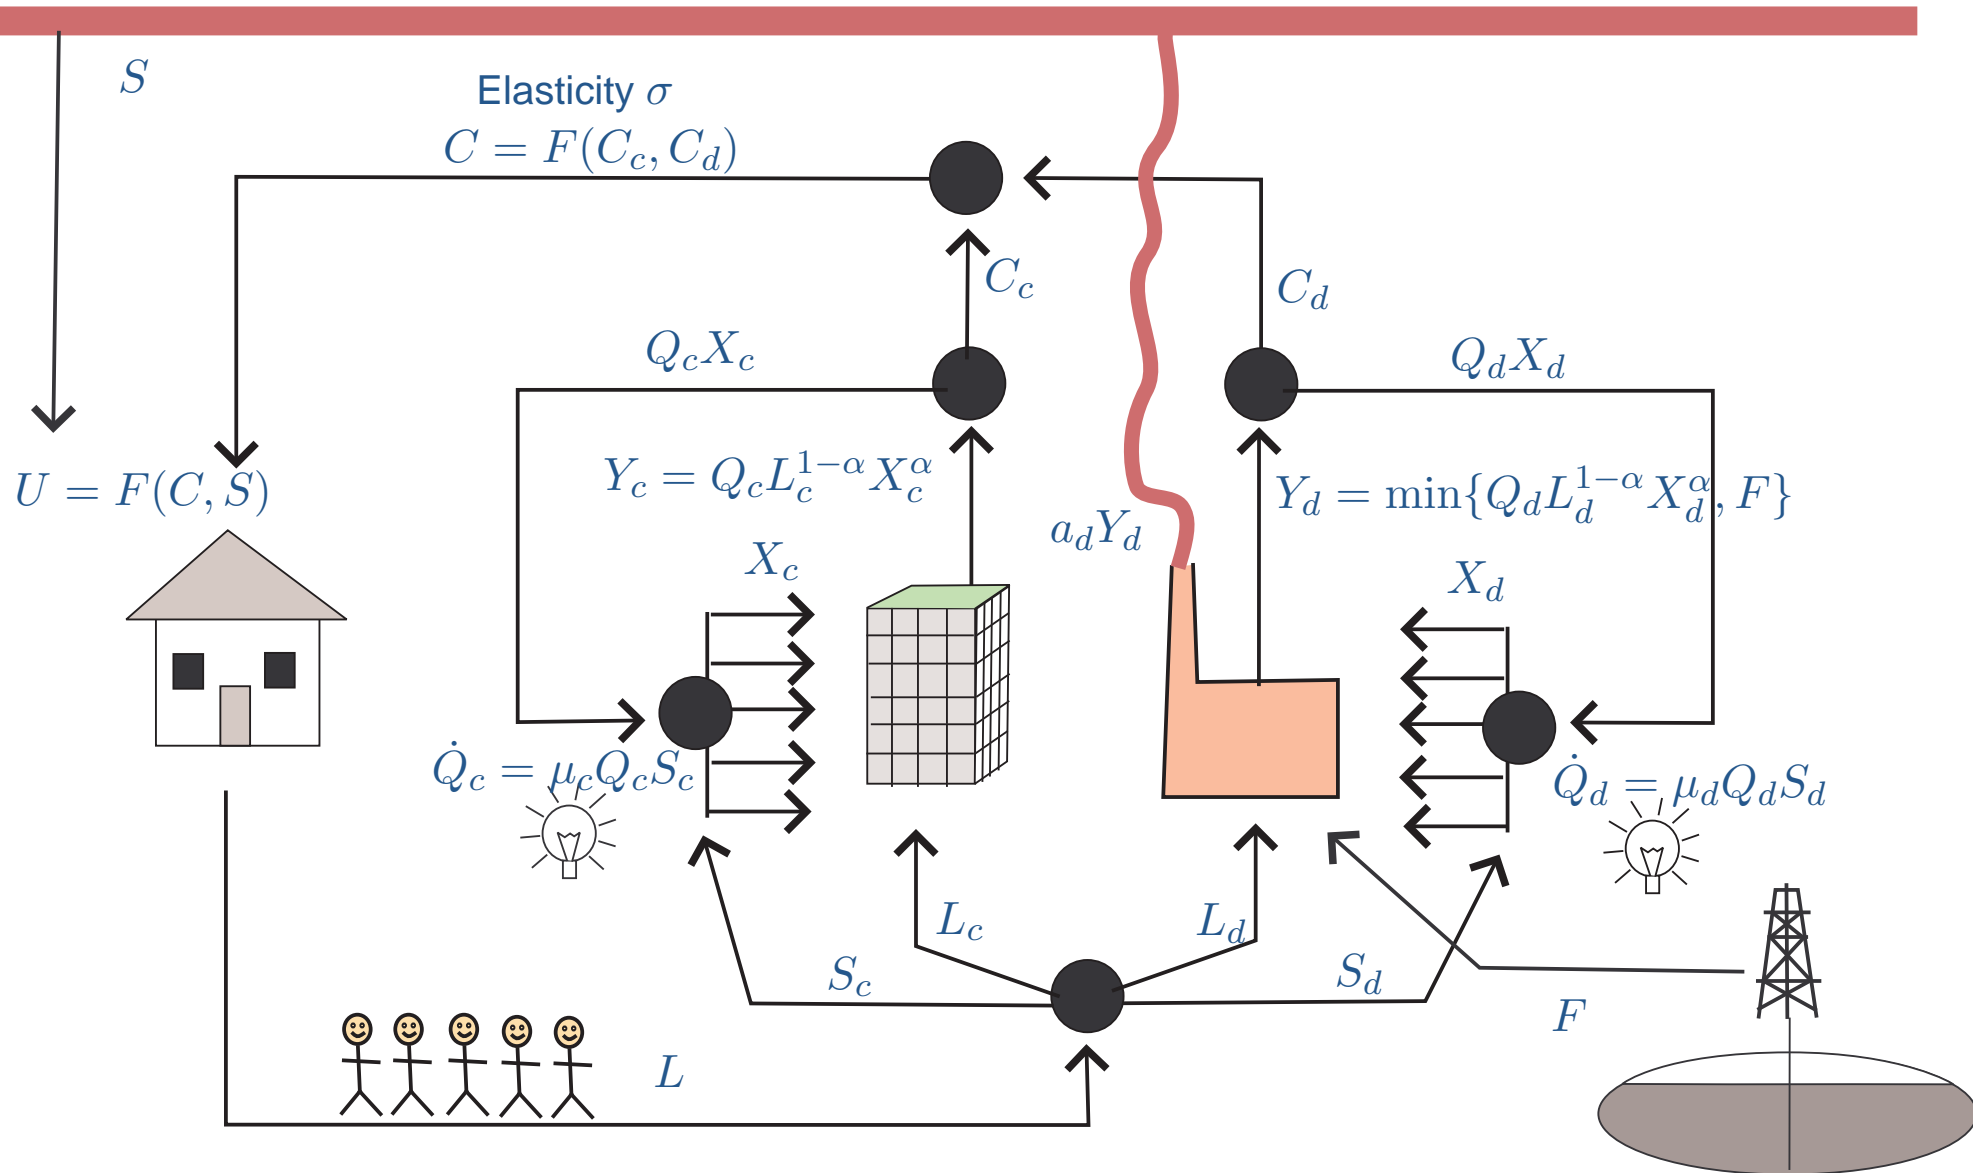 S
Elasticity σ
C = F(C_c, C_d)
C_c
C_d
Q_cX_c
Q_dX_d
U = F(C, S)
Y_c = Q_cL_c^{1−α}X_c^α
a_dY_d
Y_d = min{Q_dL_d^{1−α}X_d^α, F}
X_c
X_d
Q̇_c = μ_cQ_cS_c
Q̇_d = μ_dQ_dS_d
L_c
L_d
S_c
S_d
F
L